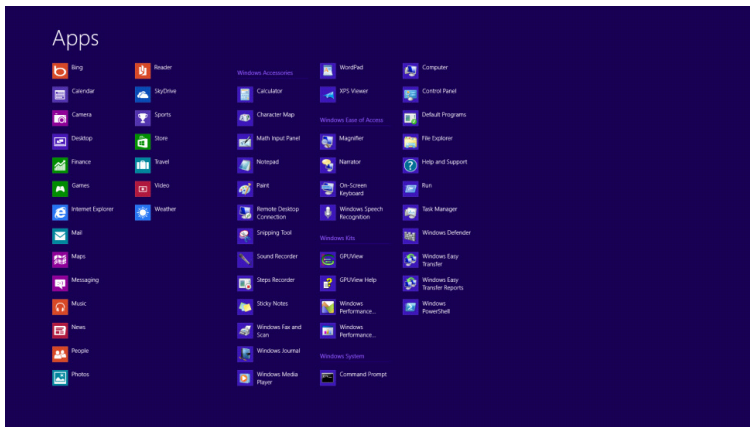 Apps
Bing
Calendar
Camera
Desktop
Finance
Games
Internet Explorer
Mail
Maps
Messaging
Music
News
People
Photos
Reader
SkyDrive
Sports
Store
Travel
Video
Weather
Windows Accessories
Calculator
Character Map
Math Input Panel
Notepad
Paint
Remote Desktop
Connection
Snipping Tool
Sound Recorder
Steps Recorder
Sticky Notes
Windows Fax and
Scan
Windows Journal
Windows Media
Player
WordPad
XPS Viewer
Windows Ease of Access
Magnifier
Narrator
On-Screen
Keyboard
Windows Speech
Recognition
Windows Kits
GPUView
GPUView Help
Windows
Performance...
Windows
Performance...
Windows System
Command Prompt
Computer
Control Panel
Default Programs
File Explorer
Help and Support
Run
Task Manager
Windows Defender
Windows Easy
Transfer
Windows Easy
Transfer Reports
Windows
PowerShell